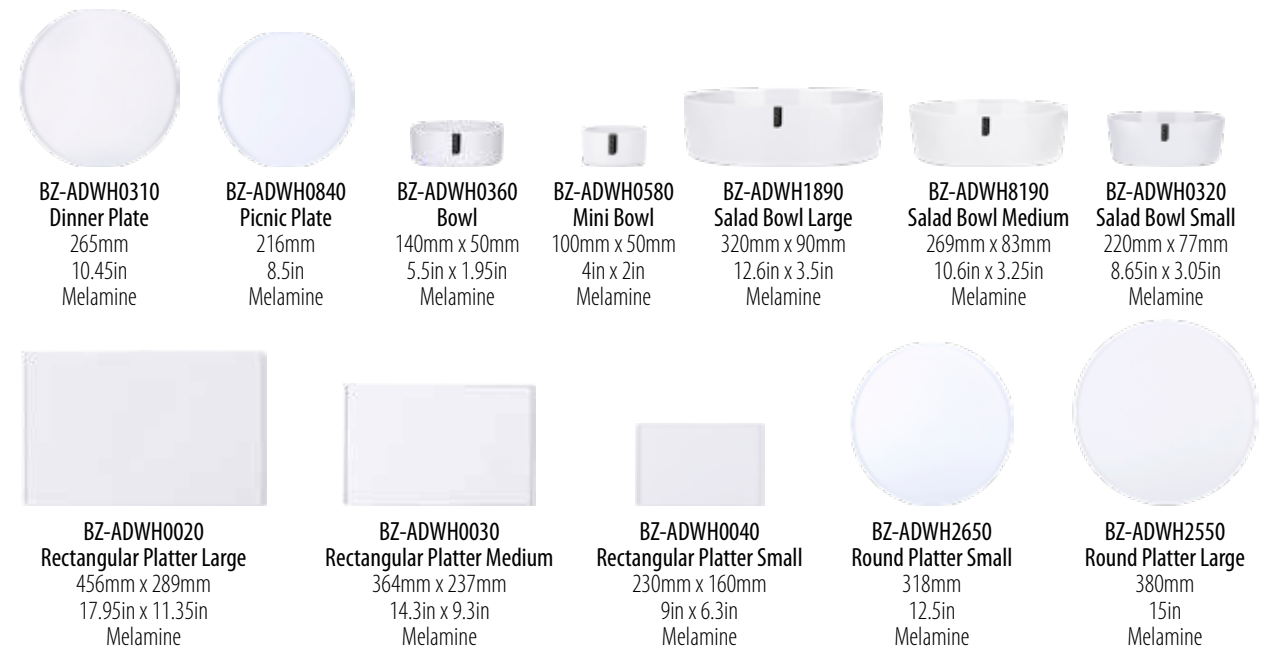 BZ-ADWH0310
Dinner Plate
265mm
10.45in
Melamine
BZ-ADWH0840
Picnic Plate
216mm
8.5in
Melamine
BZ-ADWH0360
Bowl
140mm x 50mm
5.5in x 1.95in
Melamine
BZ-ADWH0580
Mini Bowl
100mm x 50mm
4in x 2in
Melamine
BZ-ADWH1890
Salad Bowl Large
320mm x 90mm
12.6in x 3.5in
Melamine
BZ-ADWH8190
Salad Bowl Medium
269mm x 83mm
10.6in x 3.25in
Melamine
BZ-ADWH0320
Salad Bowl Small
220mm x 77mm
8.65in x 3.05in
Melamine
BZ-ADWH0020
Rectangular Platter Large
456mm x 289mm
17.95in x 11.35in
Melamine
BZ-ADWH0030
Rectangular Platter Medium
364mm x 237mm
14.3in x 9.3in
Melamine
BZ-ADWH0040
Rectangular Platter Small
230mm x 160mm
9in x 6.3in
Melamine
BZ-ADWH2650
Round Platter Small
318mm
12.5in
Melamine
BZ-ADWH2550
Round Platter Large
380mm
15in
Melamine